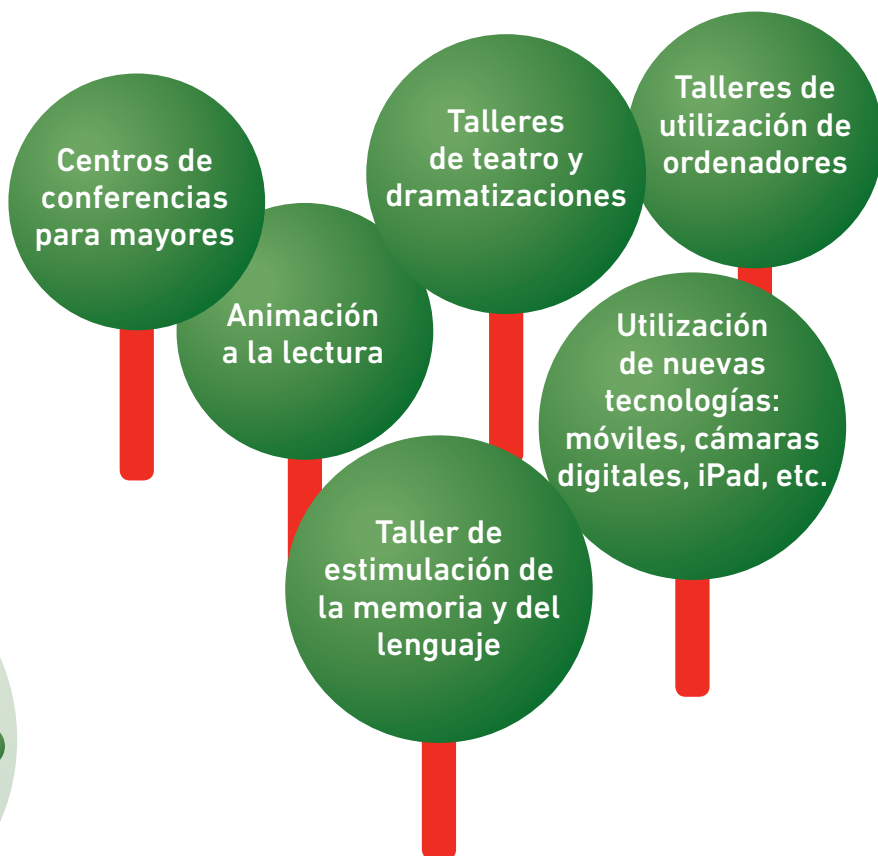 Centros de
conferencias
para mayores
Animación
a la lectura
Talleres
de teatro y
dramatizaciones
Talleres de
utilización de
ordenadores
Utilización
de nuevas
tecnologías:
móviles, cámaras
digitales, iPad, etc.
Taller de
estimulación de
la memoria y del
lenguaje